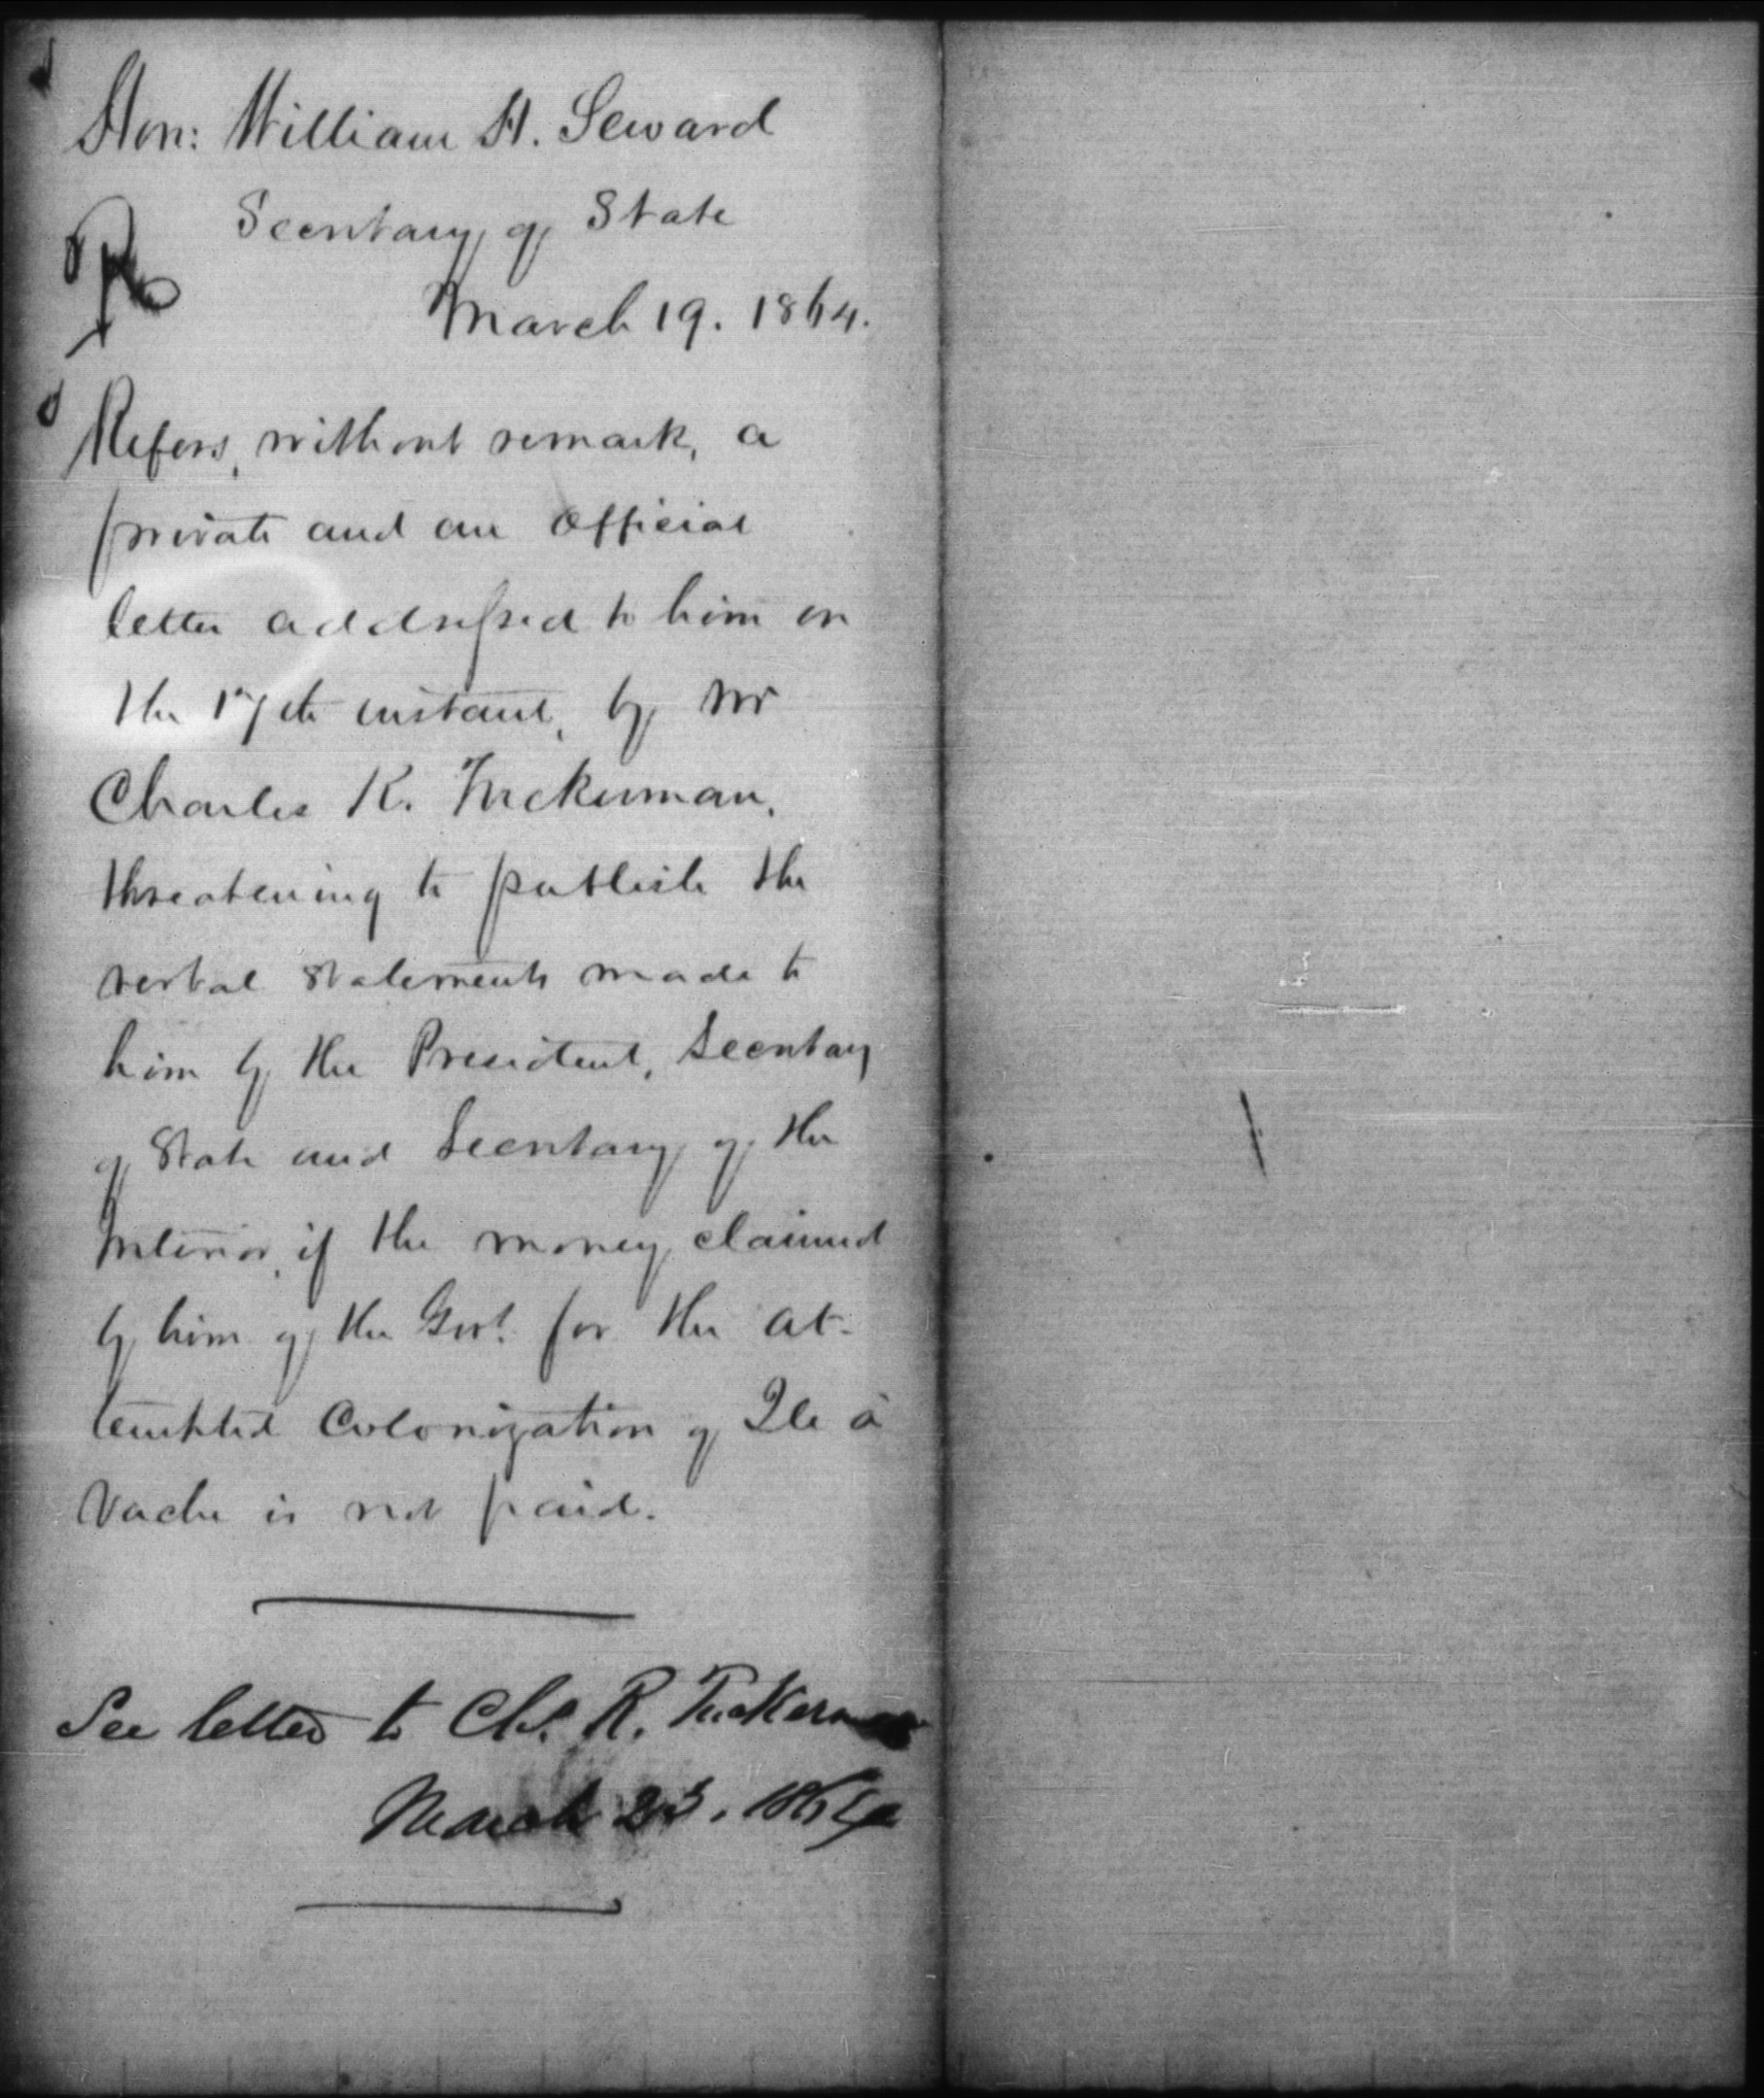 Hon: William H. Seward
Secretary of State
R
March 19. 1864.
Refers, without remark, a
private and an official
letter addressed to him on
the 17th instant, by Mr
Charles K. Tuckerman,
threatening to publish the
verbal statements made to
him by the President, Secretary
of State and Secretary of the
Interior, if the money claimed
by him of the Govt. for the at-
tempted Colonization of Ile à
Vache is not paid.
See letter to Chs. R. Tuckerman
March 23. 1864